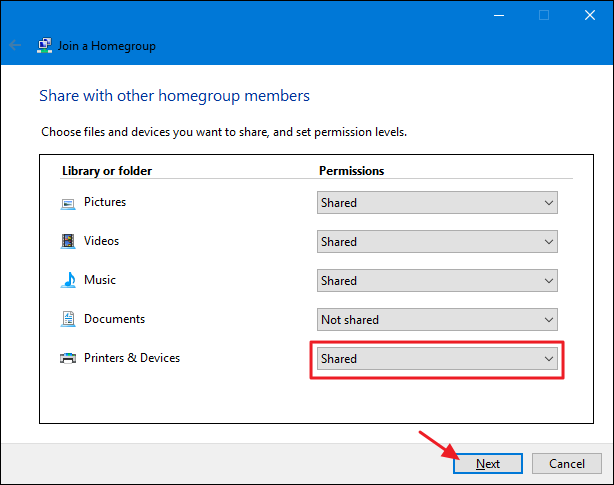 Join a Homegroup
Share with other homegroup members
Choose files and devices you want to share, and set permission levels.
Library or folder Permissions
Pictures Shared
Videos Shared
Music Shared
Documents Not shared
Printers & Devices Shared
Next Cancel